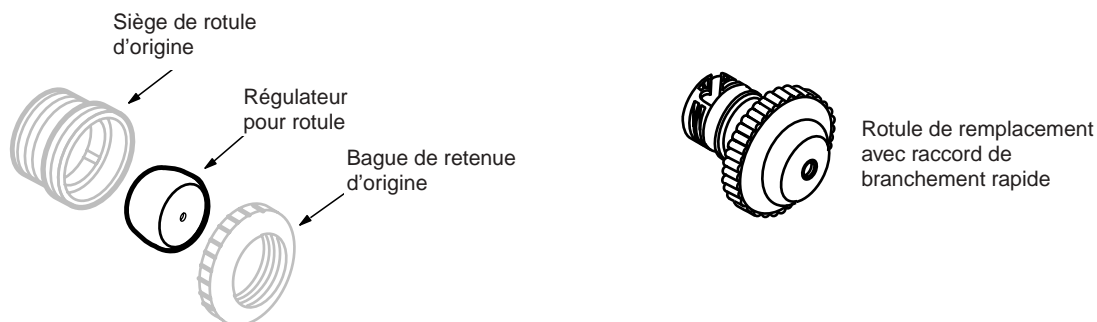 Siège de rotule
d’origine
Régulateur
pour rotule
Bague de retenue
d’origine
Rotule de remplacement
avec raccord de
branchement rapide